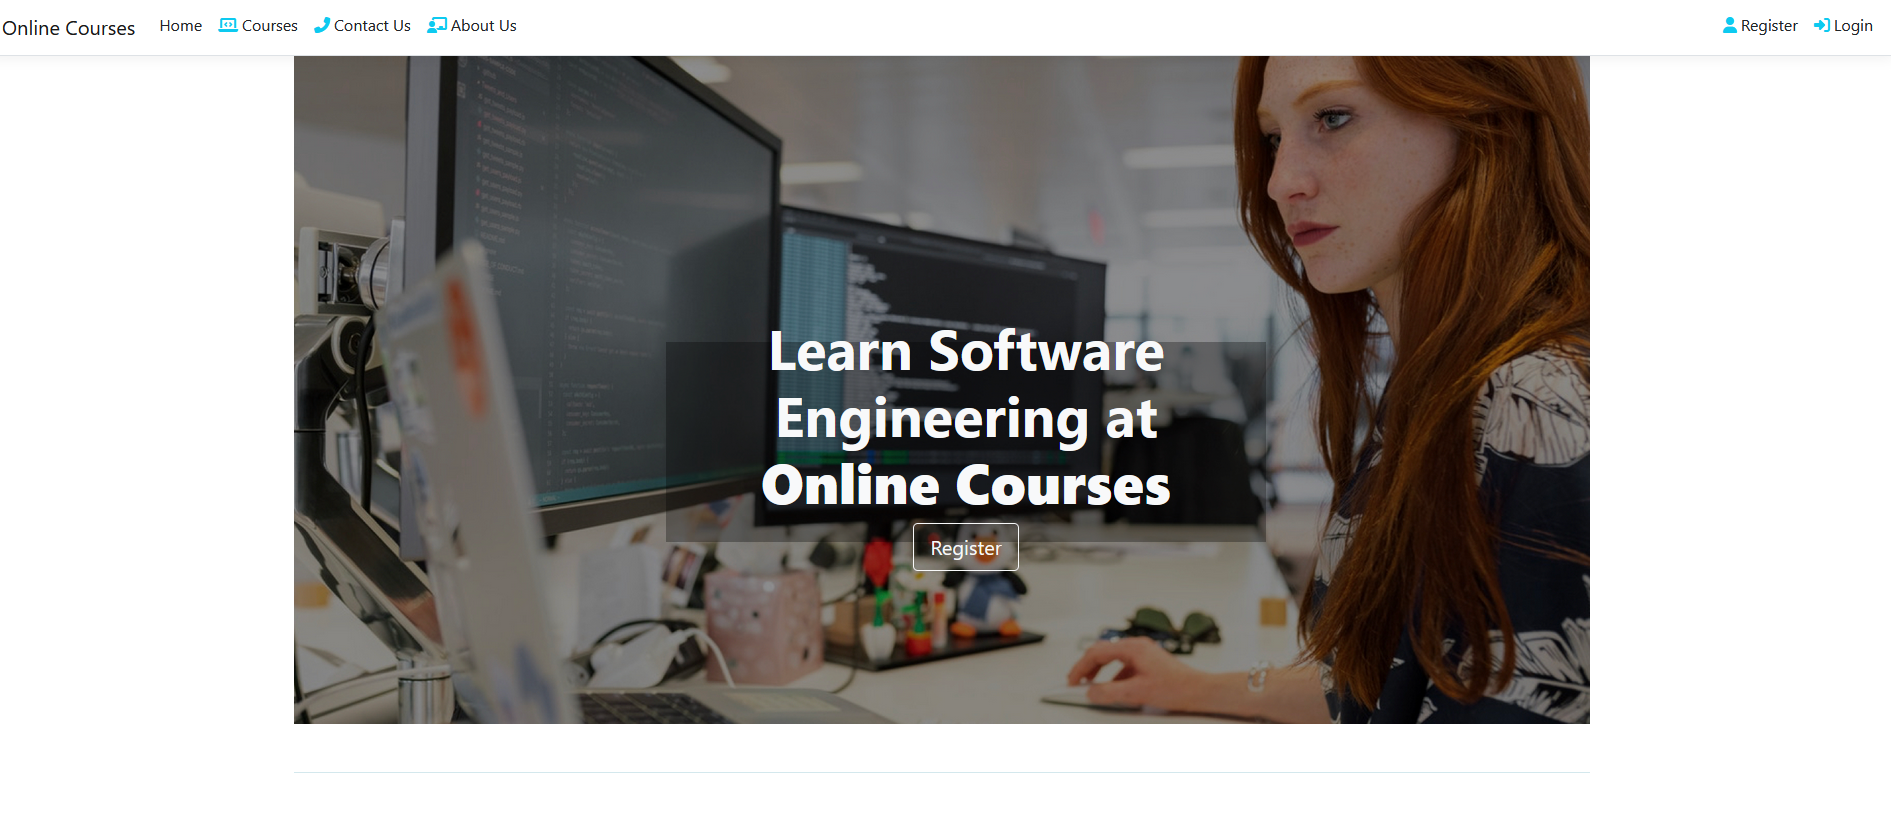 Online Courses Home Courses Contact Us About Us Register Login
Learn Software
Engineering at
Online Courses
Register